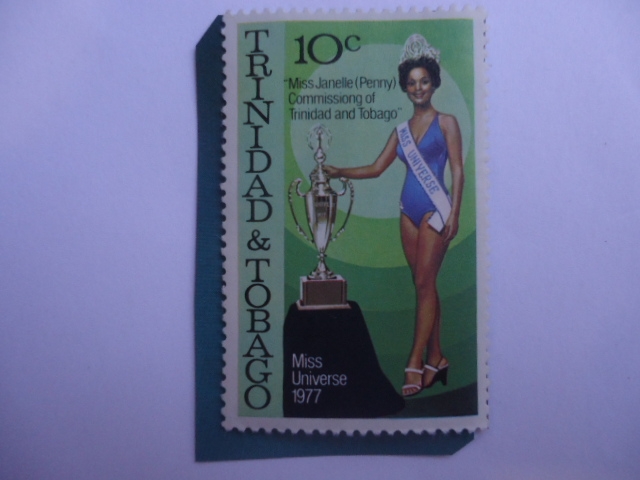 TRINIDAD & TOBAGO
10c
"Miss Janelle (Penny)
Commissiong of
Trinidad and Tobago"
MISS UNIVERSE
Miss
Universe
1977